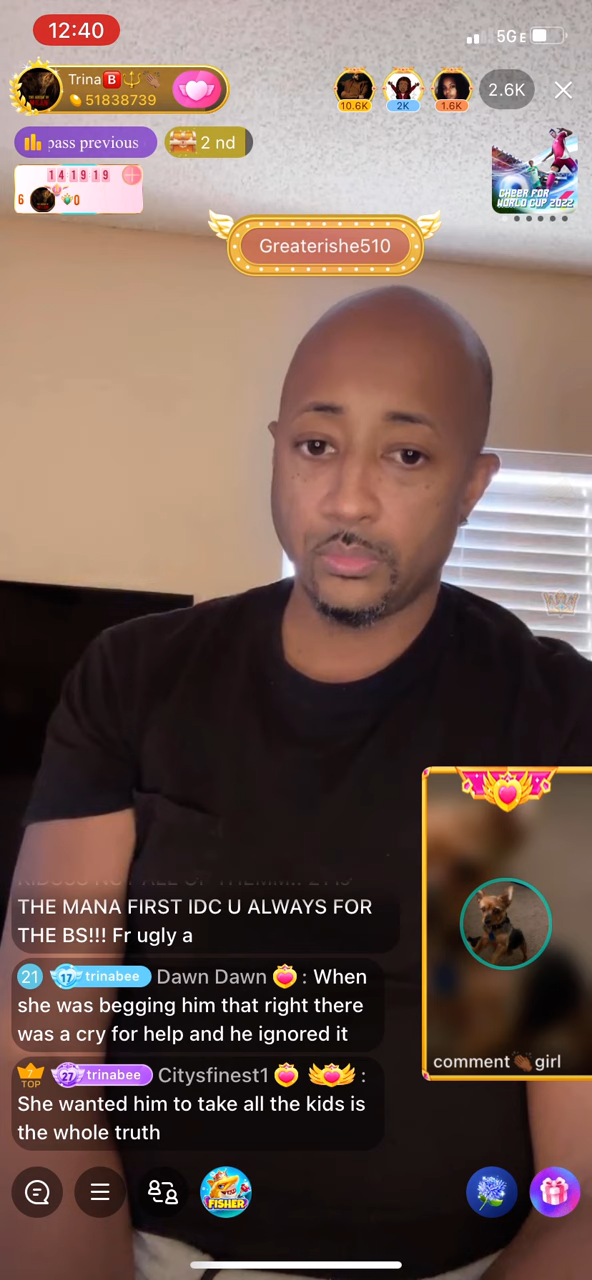 12:40
5G E
Trina B
51838739
10.6K
2K
1.6K
2.6K
pass previous
2 nd
14 19 19
6
0
CHEER FOR
WORLD CUP 2022
Greaterishe510
THE MANA FIRST IDC U ALWAYS FOR
THE BS!!! Fr ugly a
21 17 trinabee Dawn Dawn : When
she was begging him that right there
was a cry for help and he ignored it
7 TOP 27 trinabee Citysfinest1 :
She wanted him to take all the kids is
the whole truth
comment girl
FISHER